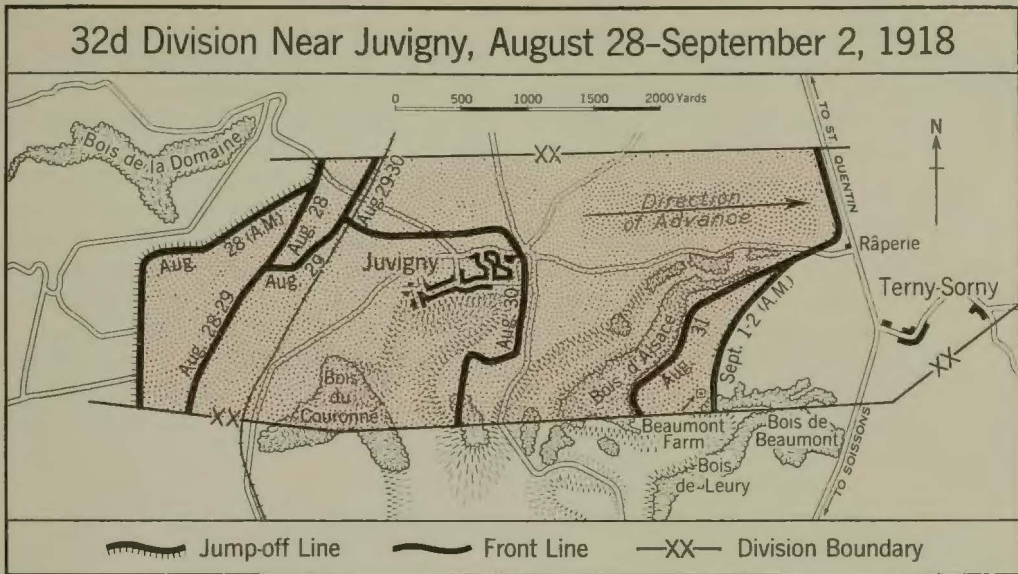 32d Division Near Juvigny, August 28–September 2, 1918
0 500 1000 1500 2000 Yards
Bois de la Domaine
XX
TO ST. QUENTIN
N
Aug. 28 (A.M.)
Aug. 28
Aug. 29-30
Direction
of Advance
Aug. 29
Juvigny
Râperie
Aug. 28-29
Aug. 30
Bois d'Alsace
Aug. 31
Sept. 1-2 (A.M.)
Terny-Sorny
Bois
du
Couronné
XX
XX
Beaumont
Farm
Bois de
Beaumont
Bois
de-Leury
TO SOISSONS
Jump-off Line
Front Line
XX Division Boundary